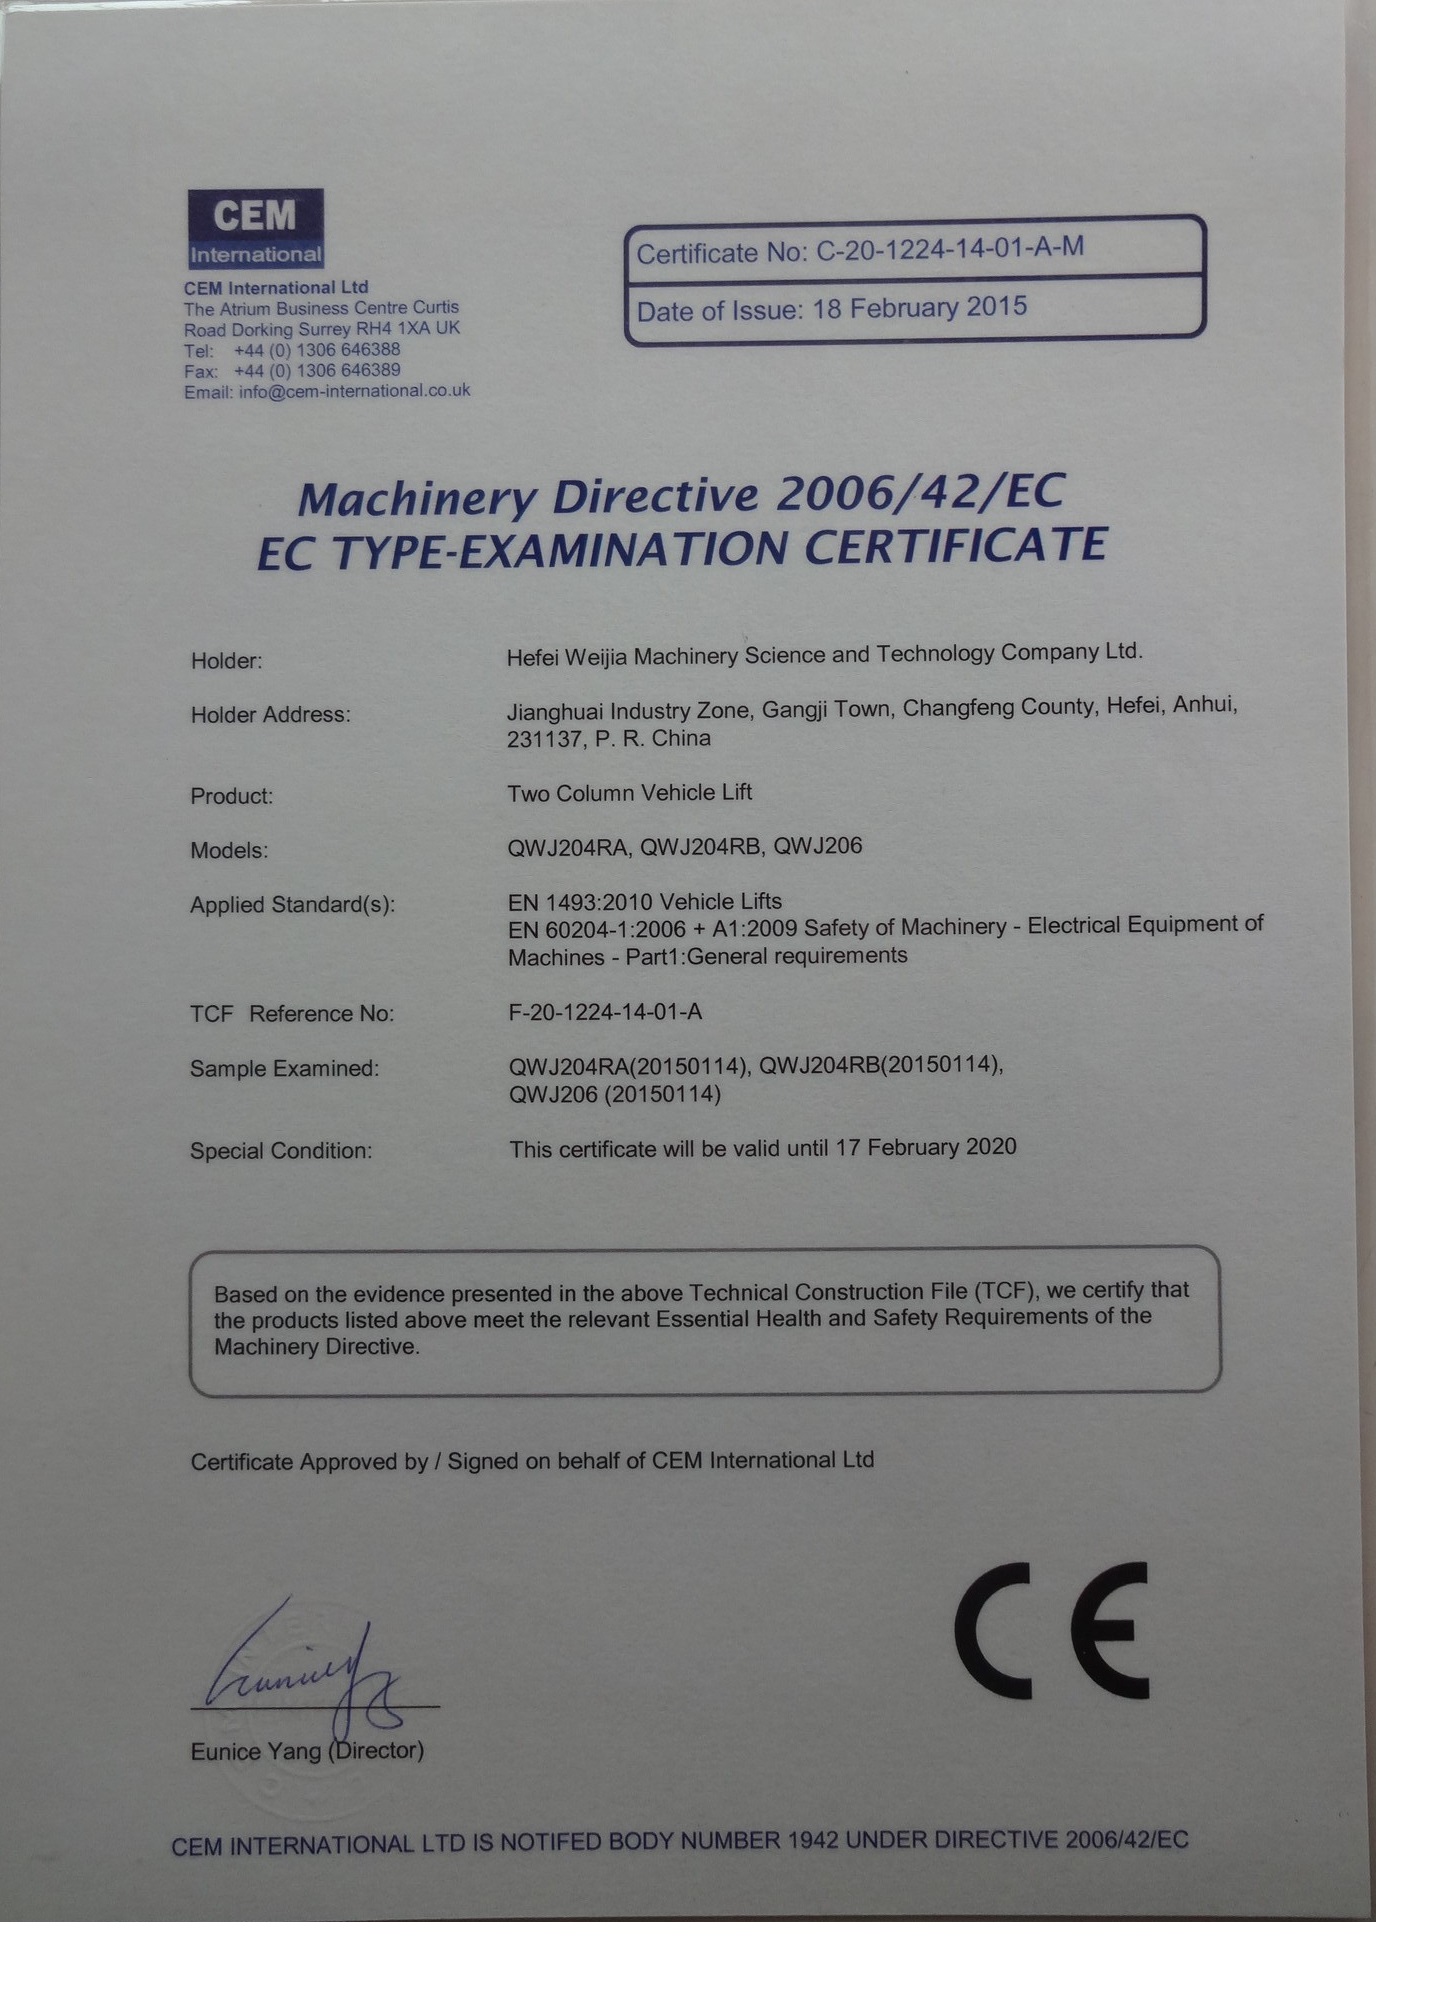 CEM
International
CEM International Ltd
The Atrium Business Centre Curtis
Road Dorking Surrey RH4 1XA UK
Tel: +44 (0) 1306 646388
Fax: +44 (0) 1306 646389
Email: info@cem-international.co.uk
Certificate No: C-20-1224-14-01-A-M
Date of Issue: 18 February 2015
Machinery Directive 2006/42/EC
EC TYPE-EXAMINATION CERTIFICATE
Holder: Hefei Weijia Machinery Science and Technology Company Ltd.
Holder Address: Jianghuai Industry Zone, Gangji Town, Changfeng County, Hefei, Anhui,
231137, P. R. China
Product: Two Column Vehicle Lift
Models: QWJ204RA, QWJ204RB, QWJ206
Applied Standard(s): EN 1493:2010 Vehicle Lifts
EN 60204-1:2006 + A1:2009 Safety of Machinery - Electrical Equipment of
Machines - Part1:General requirements
TCF Reference No: F-20-1224-14-01-A
Sample Examined: QWJ204RA(20150114), QWJ204RB(20150114),
QWJ206 (20150114)
Special Condition: This certificate will be valid until 17 February 2020
Based on the evidence presented in the above Technical Construction File (TCF), we certify that
the products listed above meet the relevant Essential Health and Safety Requirements of the
Machinery Directive.
Certificate Approved by / Signed on behalf of CEM International Ltd
CE
Eunice Yang (Director)
CEM INTERNATIONAL LTD IS NOTIFED BODY NUMBER 1942 UNDER DIRECTIVE 2006/42/EC